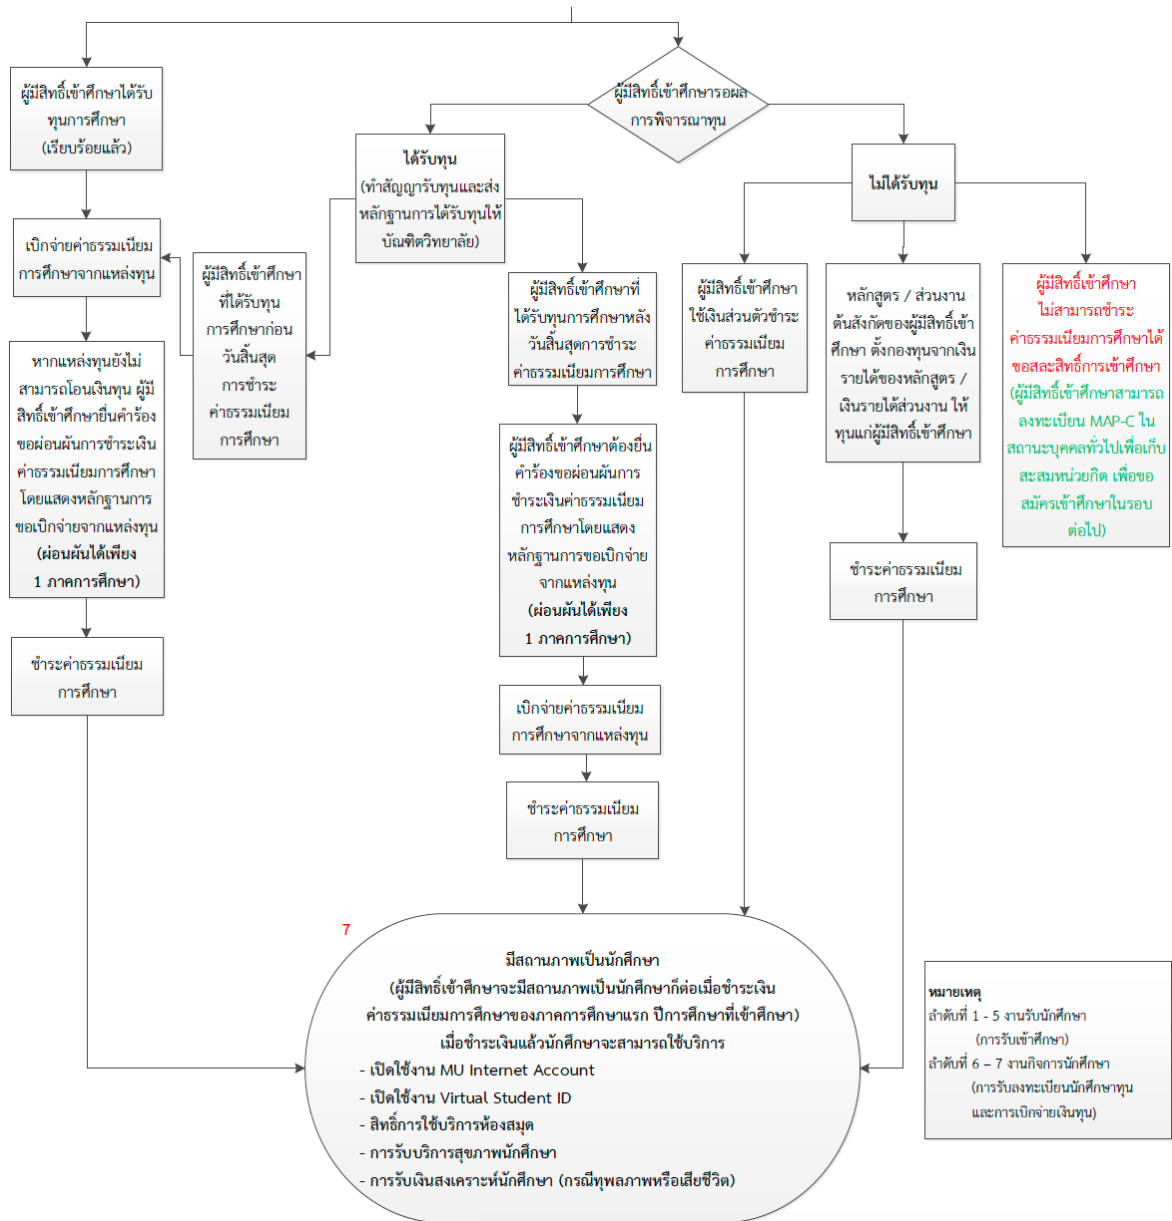 ผู้มีสิทธิ์เข้าศึกษาได้รับ
ทุนการศึกษา
(เรียบร้อยแล้ว)
เบิกจ่ายค่าธรรมเนียม
การศึกษาจากแหล่งทุน
หากแหล่งทุนยังไม่
สามารถโอนเงินทุน ผู้มี
สิทธิ์เข้าศึกษายื่นคำร้อง
ขอผ่อนผันการชำระเงิน
ค่าธรรมเนียมการศึกษา
โดยแสดงหลักฐานการ
ขอเบิกจ่ายจากแหล่งทุน
(ผ่อนผันได้เพียง
1 ภาคการศึกษา)
ชำระค่าธรรมเนียม
การศึกษา
ผู้มีสิทธิ์เข้าศึกษารอผล
การพิจารณาทุน
ได้รับทุน
(ทำสัญญารับทุนและส่ง
หลักฐานการได้รับทุนให้
บัณฑิตวิทยาลัย)
ผู้มีสิทธิ์เข้าศึกษา
ที่ได้รับทุน
การศึกษาก่อน
วันสิ้นสุด
การชำระ
ค่าธรรมเนียม
การศึกษา
ผู้มีสิทธิ์เข้าศึกษาที่
ได้รับทุนการศึกษาหลัง
วันสิ้นสุดการชำระ
ค่าธรรมเนียมการศึกษา
ผู้มีสิทธิ์เข้าศึกษาต้องยื่น
คำร้องขอผ่อนผันการ
ชำระเงินค่าธรรมเนียม
การศึกษาโดยแสดง
หลักฐานการขอเบิกจ่าย
จากแหล่งทุน
(ผ่อนผันได้เพียง
1 ภาคการศึกษา)
เบิกจ่ายค่าธรรมเนียม
การศึกษาจากแหล่งทุน
ชำระค่าธรรมเนียม
การศึกษา
ไม่ได้รับทุน
ผู้มีสิทธิ์เข้าศึกษา
ใช้เงินส่วนตัวชำระ
ค่าธรรมเนียม
การศึกษา
หลักสูตร / ส่วนงาน
ต้นสังกัดของผู้มีสิทธิ์เข้า
ศึกษา ตั้งกองทุนจากเงิน
รายได้ของหลักสูตร /
เงินรายได้ส่วนงาน ให้
ทุนแก่ผู้มีสิทธิ์เข้าศึกษา
ชำระค่าธรรมเนียม
การศึกษา
ผู้มีสิทธิ์เข้าศึกษา
ไม่สามารถชำระ
ค่าธรรมเนียมการศึกษาได้
ขอสละสิทธิ์การเข้าศึกษา
(ผู้มีสิทธิ์เข้าศึกษาสามารถ
ลงทะเบียน MAP-C ใน
สถานะบุคคลทั่วไปเพื่อเก็บ
สะสมหน่วยกิต เพื่อขอ
สมัครเข้าศึกษาในรอบ
ต่อไป)
7
มีสถานภาพเป็นนักศึกษา
(ผู้มีสิทธิ์เข้าศึกษาจะมีสถานภาพเป็นนักศึกษาก็ต่อเมื่อชำระเงิน
ค่าธรรมเนียมการศึกษาของภาคการศึกษาแรก ปีการศึกษาที่เข้าศึกษา)
เมื่อชำระเงินแล้วนักศึกษาจะสามารถใช้บริการ
- เปิดใช้งาน MU Internet Account
- เปิดใช้งาน Virtual Student ID
- สิทธิ์การใช้บริการห้องสมุด
- การรับบริการสุขภาพนักศึกษา
- การรับเงินสงเคราะห์นักศึกษา (กรณีทุพลภาพหรือเสียชีวิต)
หมายเหตุ
ลำดับที่ 1 - 5 งานรับนักศึกษา
(การรับเข้าศึกษา)
ลำดับที่ 6 – 7 งานกิจการนักศึกษา
(การรับลงทะเบียนนักศึกษาทุน
และการเบิกจ่ายเงินทุน)